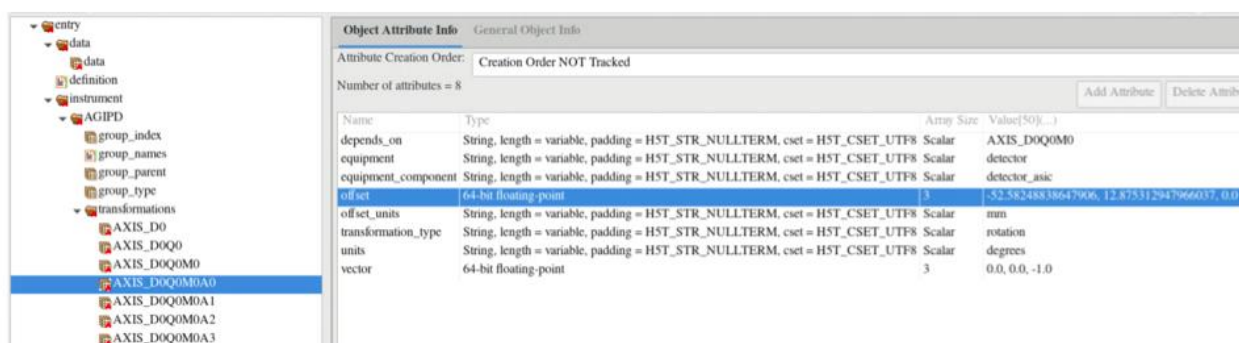 entry
data
data
definition
instrument
AGIPD
group_index
group_names
group_parent
group_type
transformations
AXIS_D0
AXIS_D0Q0
AXIS_D0Q0M0
AXIS_D0Q0M0A0
AXIS_D0Q0M0A1
AXIS_D0Q0M0A2
AXIS_D0Q0M0A3
Object Attribute Info General Object Info
Attribute Creation Order: Creation Order NOT Tracked
Number of attributes = 8
Add Attribute Delete Attrib
Name Type Array Size Value[50](...)
depends_on String, length = variable, padding = H5T_STR_NULLTERM, cset = H5T_CSET_UTF8 Scalar AXIS_D0Q0M0
equipment String, length = variable, padding = H5T_STR_NULLTERM, cset = H5T_CSET_UTF8 Scalar detector
equipment_component String, length = variable, padding = H5T_STR_NULLTERM, cset = H5T_CSET_UTF8 Scalar detector_asic
offset 64-bit floating-point 3 -52.58248838647906, 12.875312947966037, 0.0
offset_units String, length = variable, padding = H5T_STR_NULLTERM, cset = H5T_CSET_UTF8 Scalar mm
transformation_type String, length = variable, padding = H5T_STR_NULLTERM, cset = H5T_CSET_UTF8 Scalar rotation
units String, length = variable, padding = H5T_STR_NULLTERM, cset = H5T_CSET_UTF8 Scalar degrees
vector 64-bit floating-point 3 0.0, 0.0, -1.0